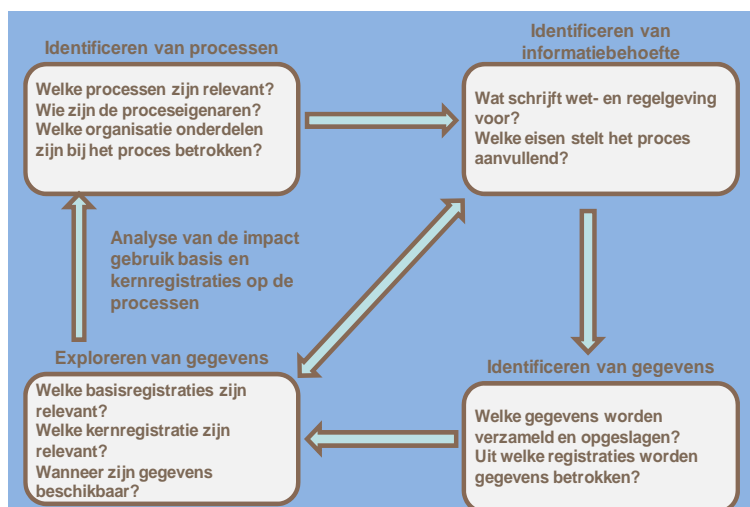 Identificeren van processen
Welke processen zijn relevant?
Wie zijn de proceseigenaren?
Welke organisatie onderdelen
zijn bij het proces betrokken?
Identificeren van
informatiebehoefte
Wat schrijft wet- en regelgeving
voor?
Welke eisen stelt het proces
aanvullend?
Analyse van de impact
gebruik basis en
kernregistraties op de
processen
Exploreren van gegevens
Welke basisregistraties zijn
relevant?
Welke kernregistratie zijn
relevant?
Wanneer zijn gegevens
beschikbaar?
Identificeren van gegevens
Welke gegevens worden
verzameld en opgeslagen?
Uit welke registraties worden
gegevens betrokken?